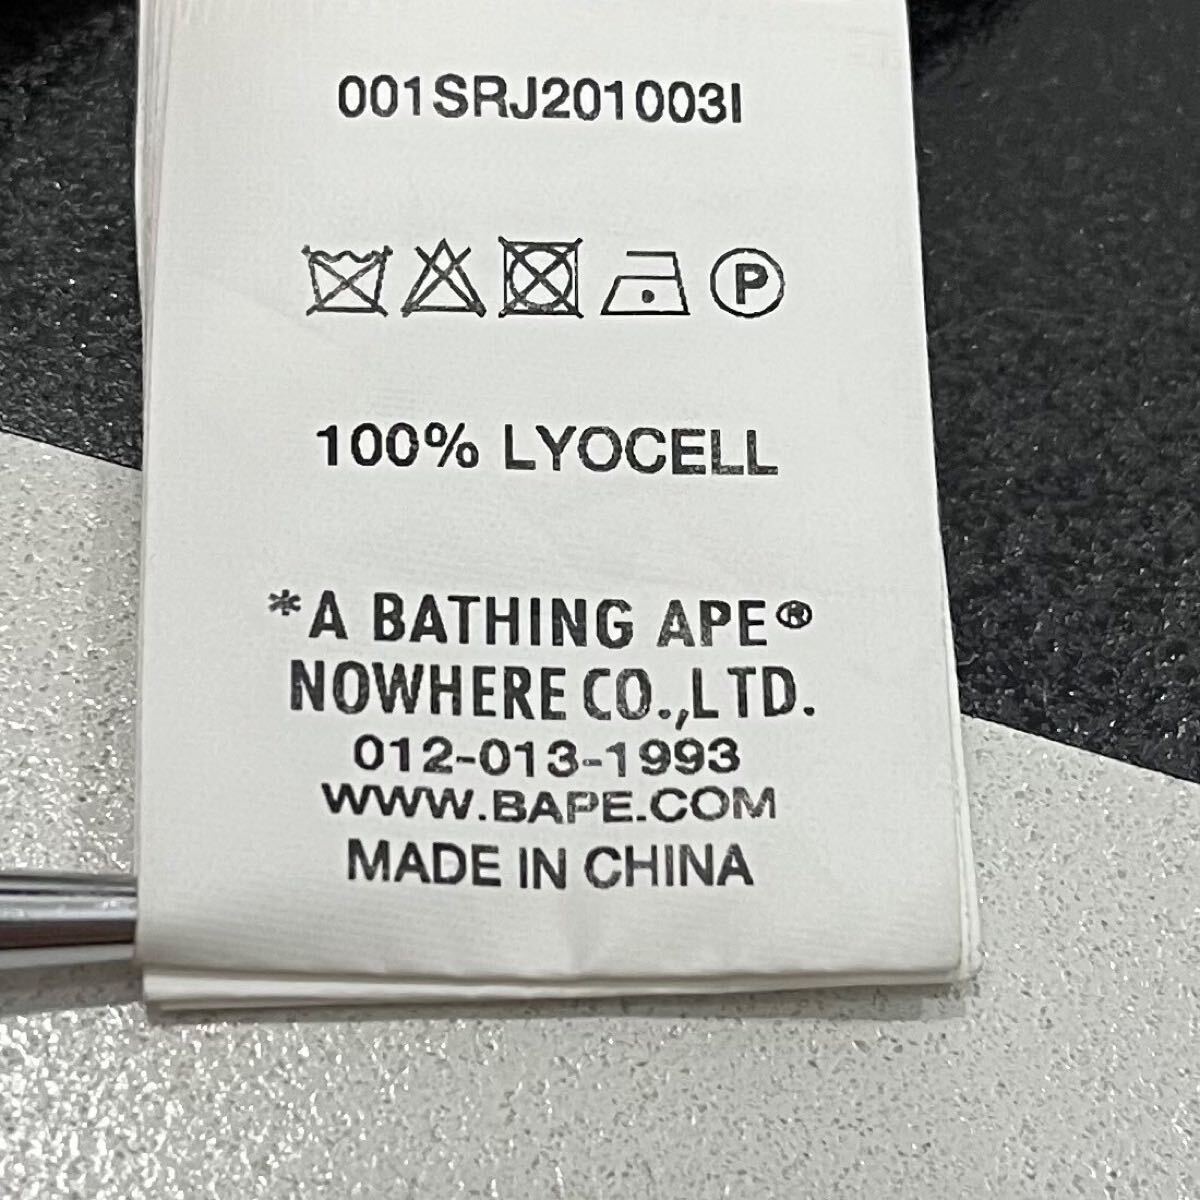 001SRJ201003I
P
100% LYOCELL
*A BATHING APE®
NOWHERE CO.,LTD.
012-013-1993
WWW.BAPE.COM
MADE IN CHINA